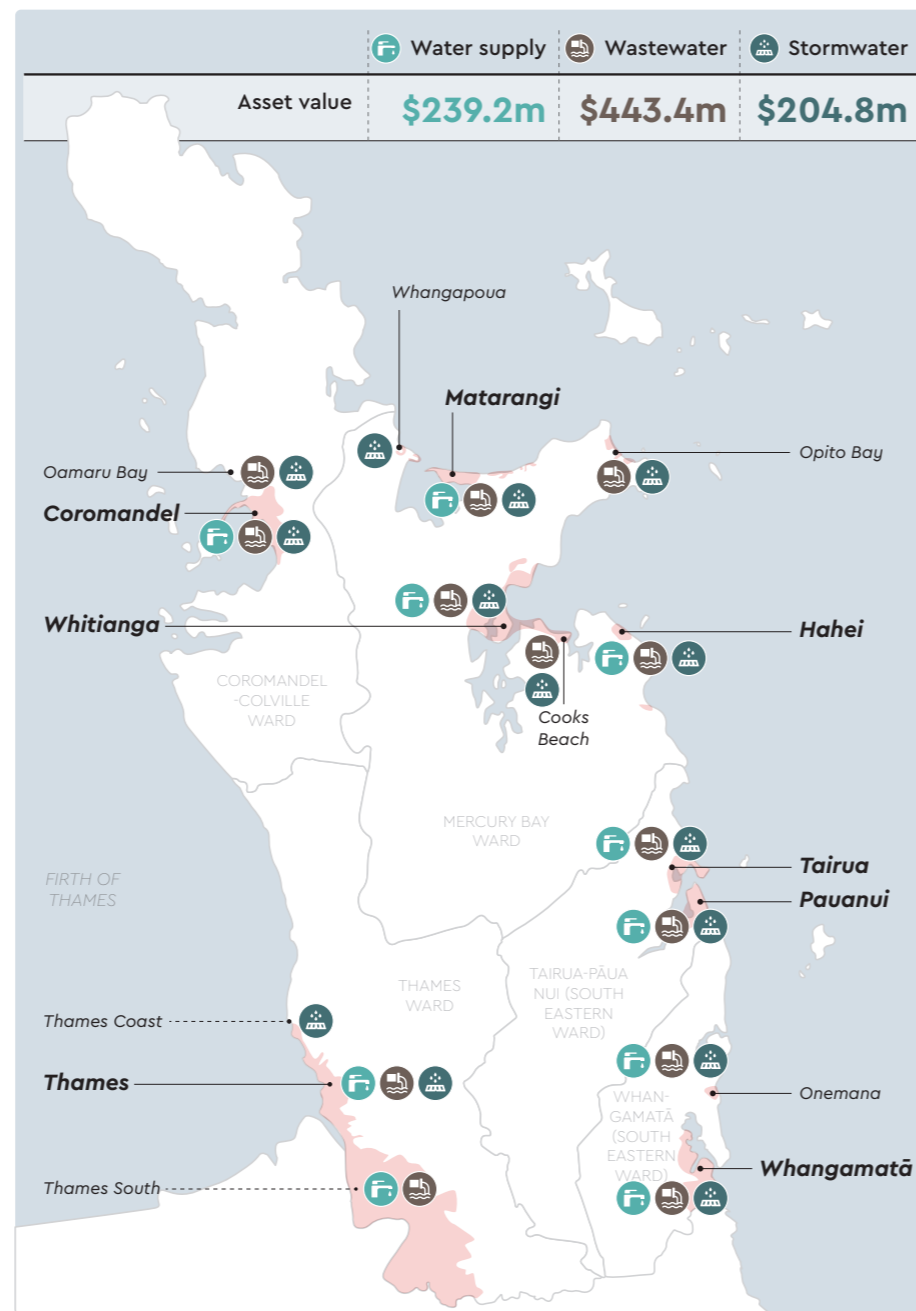 Water supply
Wastewater
Stormwater
Asset value
$239.2m
$443.4m
$204.8m
Whangapoua
Matarangi
Oamaru Bay
Opito Bay
Coromandel
Whitianga
Hahei
COROMANDEL
-COLVILLE
WARD
Cooks
Beach
MERCURY BAY
WARD
FIRTH OF
THAMES
Tairua
Pauanui
TAIRUA-PĀUA
NUI (SOUTH
EASTERN
WARD)
THAMES
WARD
Thames Coast
Thames
WHAN-
GAMATĀ
(SOUTH
EASTERN
WARD)
Onemana
Whangamatā
Thames South